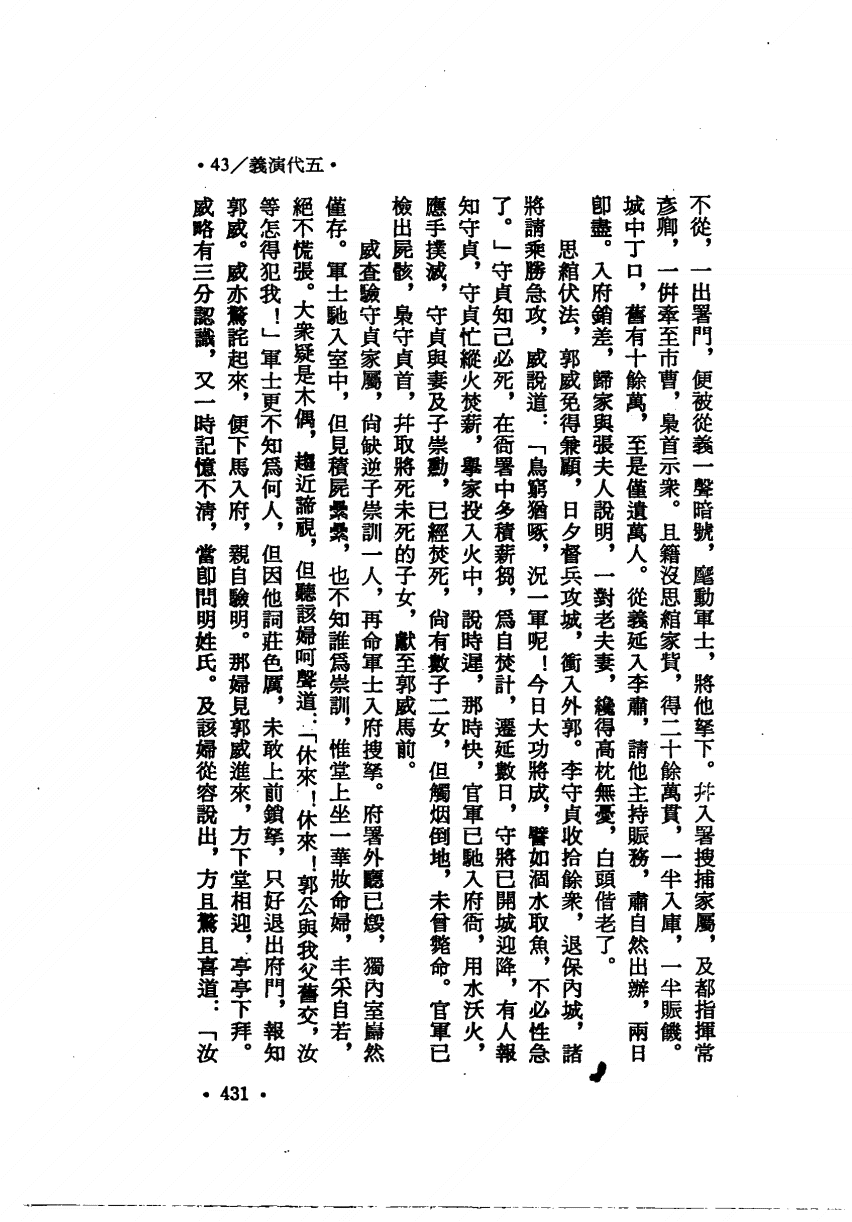 •43／義演代五•
不從，一出署門，便被從義一聲暗號，麾動軍士，將他拏下。幷入署搜捕家屬，及都指揮常
彥卿，一併牽至市曹，梟首示衆。且籍沒思綰家貲，得二十餘萬貫，一半入庫，一半賑饑。
城中丁口，舊有十餘萬，至是僅遺萬人。從義延入李肅，請他主持賑務，肅自然出辦，兩日
卽盡。入府銷差，歸家與張夫人說明，一對老夫妻，纔得高枕無憂，白頭偕老了。
思綰伏法，郭威免得兼顧，日夕督兵攻城，衝入外郭。李守貞收拾餘衆，退保內城，諸
將請乘勝急攻，威說道：「鳥窮猶啄，況一軍呢！今日大功將成，譬如涸水取魚，不必性急
了。」守貞知己必死，在衙署中多積薪芻，爲自焚計，遷延數日，守將已開城迎降，有人報
知守貞，守貞忙縱火焚薪，擧家投入火中，說時遲，那時快，官軍已馳入府衙，用水沃火，
應手撲滅，守貞與妻及子崇勳，已經焚死，尙有數子二女，但觸烟倒地，未曾斃命。官軍已
檢出屍骸，梟守貞首，幷取將死未死的子女，獻至郭威馬前。
威查驗守貞家屬，尙缺逆子崇訓一人，再命軍士入府搜拏。府署外廳已燬，獨內室巋然
僅存。軍士馳入室中，但見積屍纍纍，也不知誰爲崇訓，惟堂上坐一華妝命婦，丰采自若，
絕不慌張。大衆疑是木偶，趨近諦視，但聽該婦呵聲道：「休來！休來！郭公與我父舊交，汝
等怎得犯我！」軍士更不知爲何人，但因他詞莊色厲，未敢上前鎖拏，只好退出府門，報知
郭威。威亦驚詫起來，便下馬入府，親自驗明。那婦見郭威進來，方下堂相迎，亭亭下拜。
威略有三分認識，又一時記憶不清，當卽問明姓氏。及該婦從容說出，方且驚且喜道：「汝
•431•